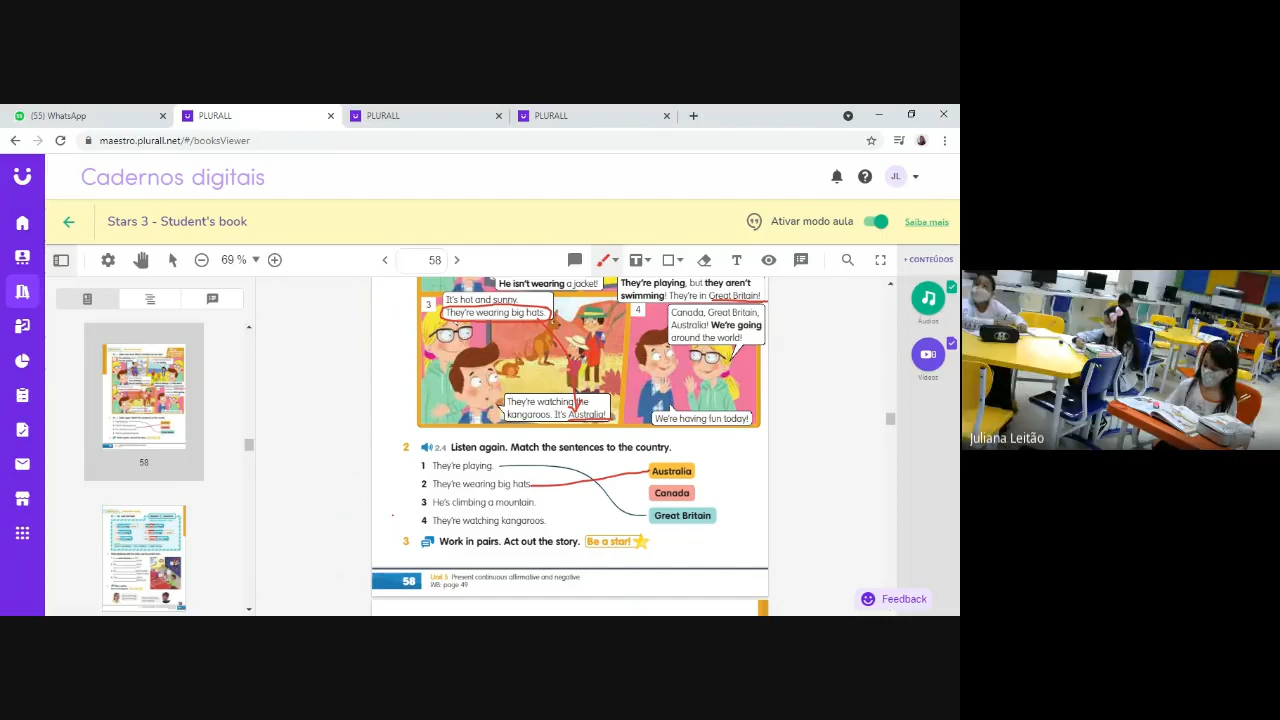 (55) WhatsApp
PLURALL
PLURALL
PLURALL
maestro.plurall.net/#/booksViewer
Cadernos digitais
JL
Stars 3 - Student's book
Ativar modo aula
Saiba mais
69 %
58
+ CONTEÚDOS
He isn't wearing a jacket!
They're playing, but they aren't
swimming! They're in Great Britain!
3
It's hot and sunny.
They're wearing big hats.
4
Canada, Great Britain,
Australia! We're going
around the world!
They're watching the
kangaroos. It's Australia!
We're having fun today!
Áudios
Vídeos
58
2 2.4 Listen again. Match the sentences to the country.
1 They're playing.
2 They're wearing big hats.
3 He's climbing a mountain.
4 They're watching kangaroos.
Australia
Canada
Great Britain
3 Work in pairs. Act out the story. Be a star!
58
Unit 5 Present continuous affirmative and negative
WB: page 49
Feedback
Juliana Leitão